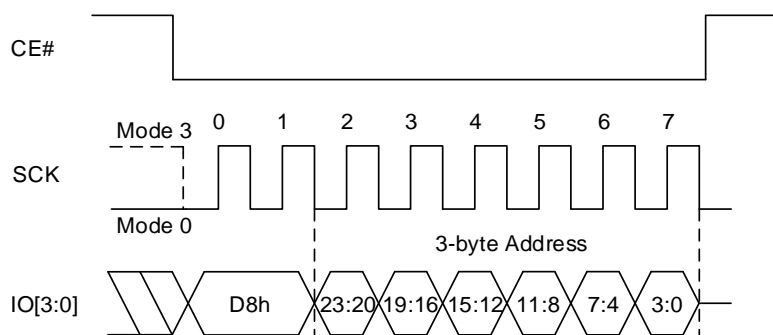 CE#
Mode 3 0 1 2 3 4 5 6 7
SCK
Mode 0
3-byte Address
IO[3:0] D8h 23:20 19:16 15:12 11:8 7:4 3:0